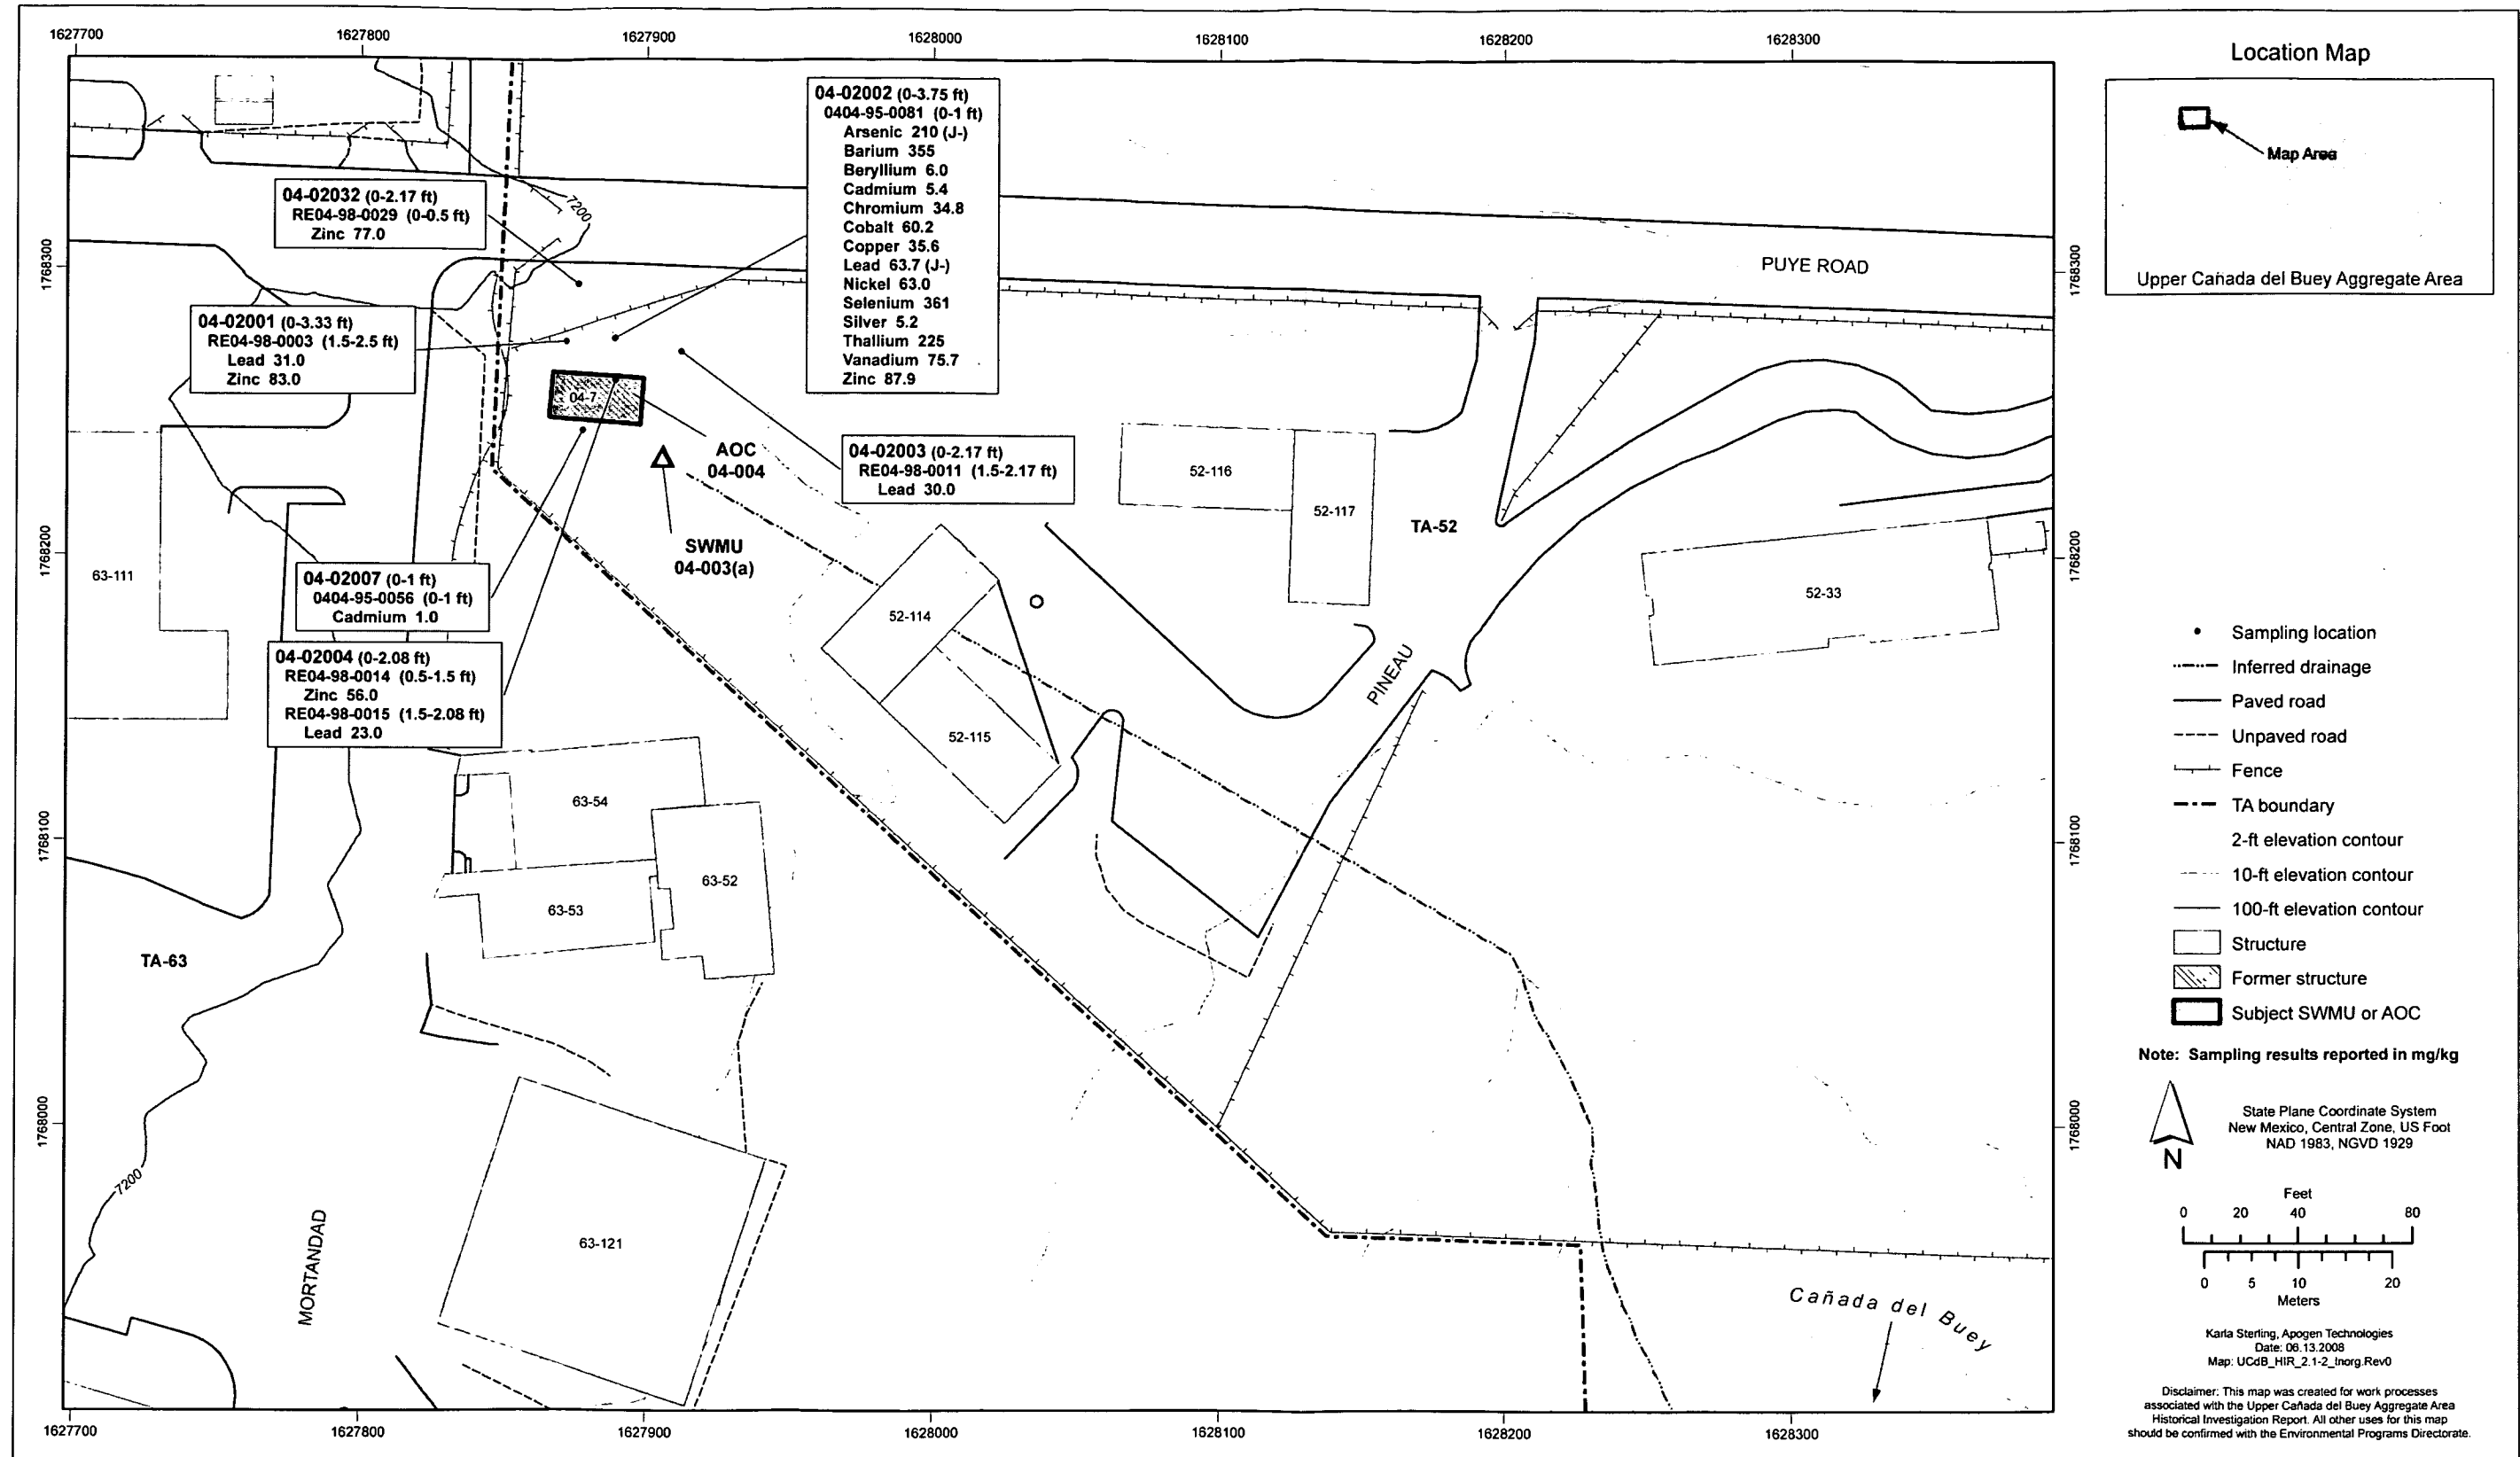 1627700
1627800
1627900
1628000
1628100
1628200
1628300
Location Map
Map Area
Upper Cañada del Buey Aggregate Area
04-02002 (0-3.75 ft)
0404-95-0081 (0-1 ft)
Arsenic 210 (J-)
Barium 355
Beryllium 6.0
Cadmium 5.4
Chromium 34.8
Cobalt 60.2
Copper 35.6
Lead 63.7 (J-)
Nickel 63.0
Selenium 361
Silver 5.2
Thallium 225
Vanadium 75.7
Zinc 87.9
04-02032 (0-2.17 ft)
RE04-98-0029 (0-0.5 ft)
Zinc 77.0
7200
1768300
PUYE ROAD
1768300
04-02001 (0-3.33 ft)
RE04-98-0003 (1.5-2.5 ft)
Lead 31.0
Zinc 83.0
04-7
AOC
04-004
04-02003 (0-2.17 ft)
RE04-98-0011 (1.5-2.17 ft)
Lead 30.0
52-116
52-117
TA-52
SWMU
04-003(a)
1768200
1768200
63-111
04-02007 (0-1 ft)
0404-95-0056 (0-1 ft)
Cadmium 1.0
52-33
52-114
04-02004 (0-2.08 ft)
RE04-98-0014 (0.5-1.5 ft)
Zinc 56.0
RE04-98-0015 (1.5-2.08 ft)
Lead 23.0
PINEAU
52-115
63-54
1768100
1768100
63-52
63-53
TA-63
1768000
1768000
7200
MORTANDAD
63-121
Cañada del Buey
1627700
1627800
1627900
1628000
1628100
1628200
1628300
Sampling location
Inferred drainage
Paved road
Unpaved road
Fence
TA boundary
2-ft elevation contour
10-ft elevation contour
100-ft elevation contour
Structure
Former structure
Subject SWMU or AOC
Note: Sampling results reported in mg/kg
N
State Plane Coordinate System
New Mexico, Central Zone, US Foot
NAD 1983, NGVD 1929
Feet
0 20 40 80
0 5 10 20
Meters
Karla Sterling, Apogen Technologies
Date: 06.13.2008
Map: UCdB_HIR_2.1-2_Inorg.Rev0
Disclaimer: This map was created for work processes
associated with the Upper Cañada del Buey Aggregate Area
Historical Investigation Report. All other uses for this map
should be confirmed with the Environmental Programs Directorate.